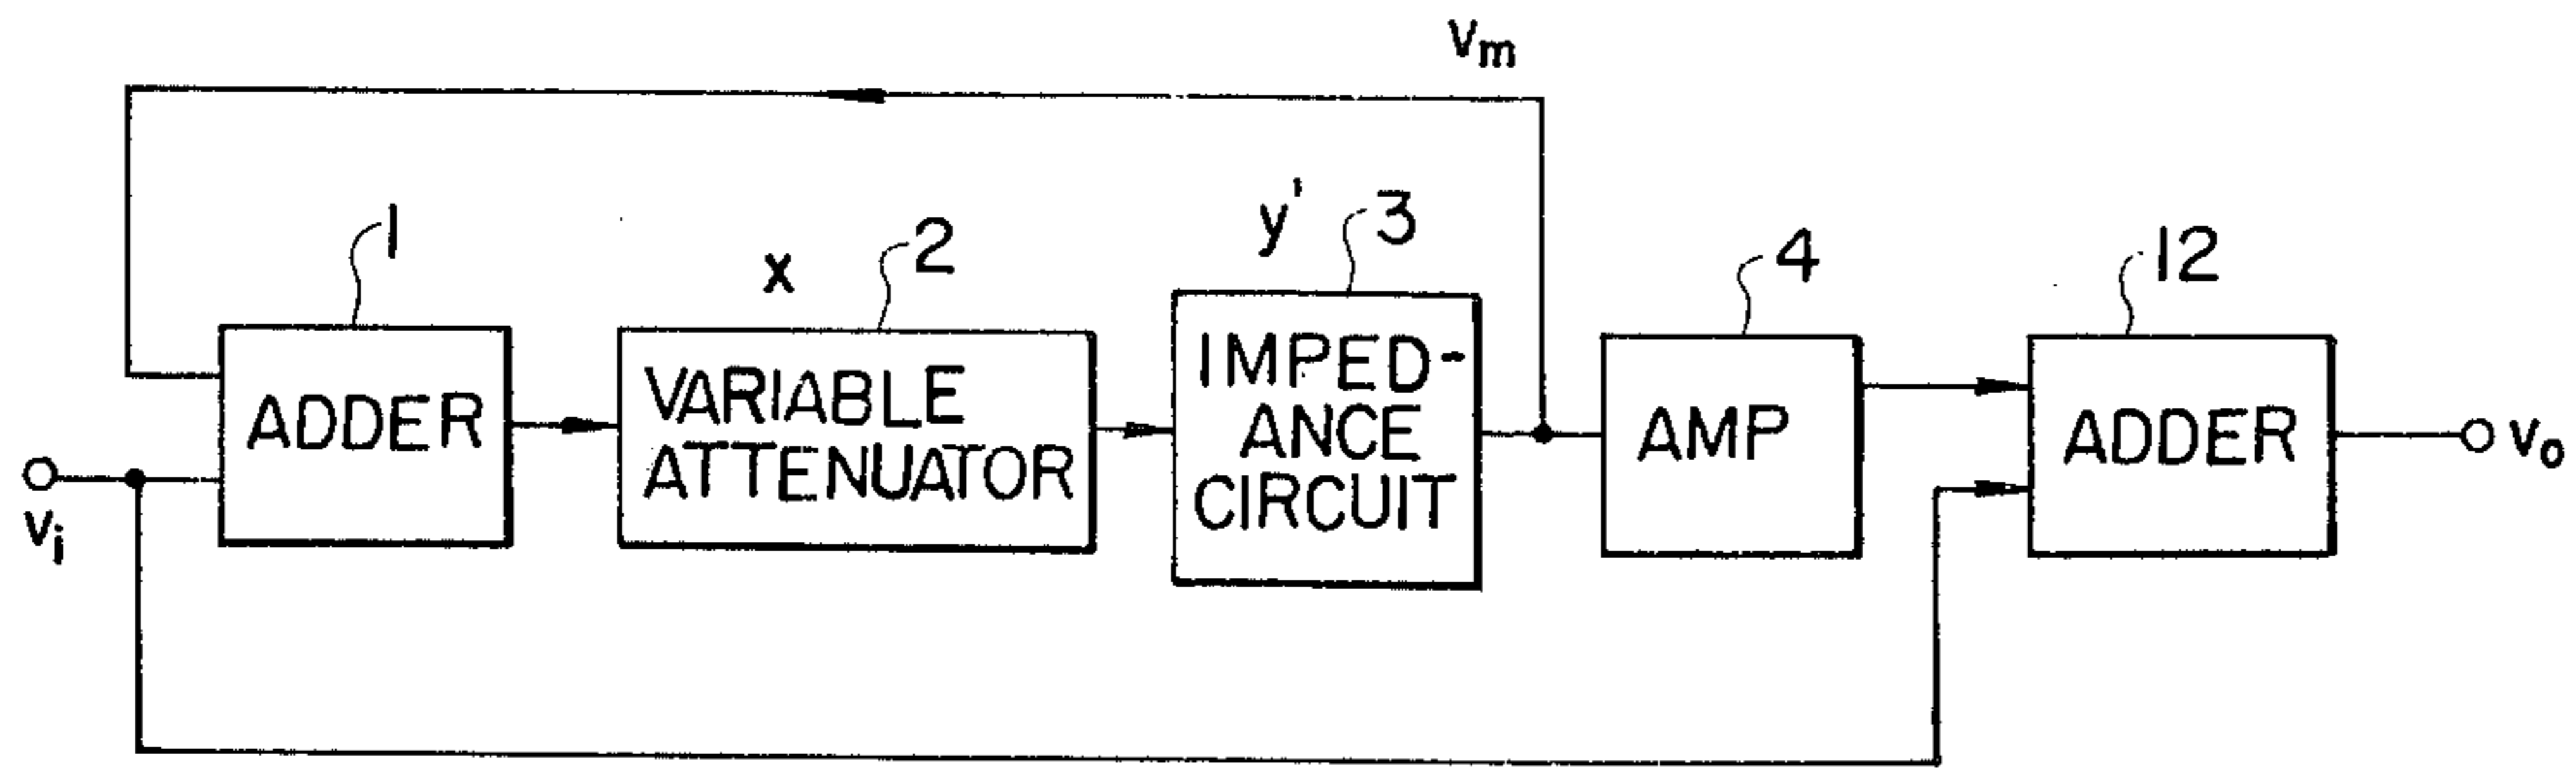 vm
1
x
2
y'
3
4
12
ADDER
VARIABLE
ATTENUATOR
IMPED-
ANCE
CIRCUIT
AMP
ADDER
vi
vo